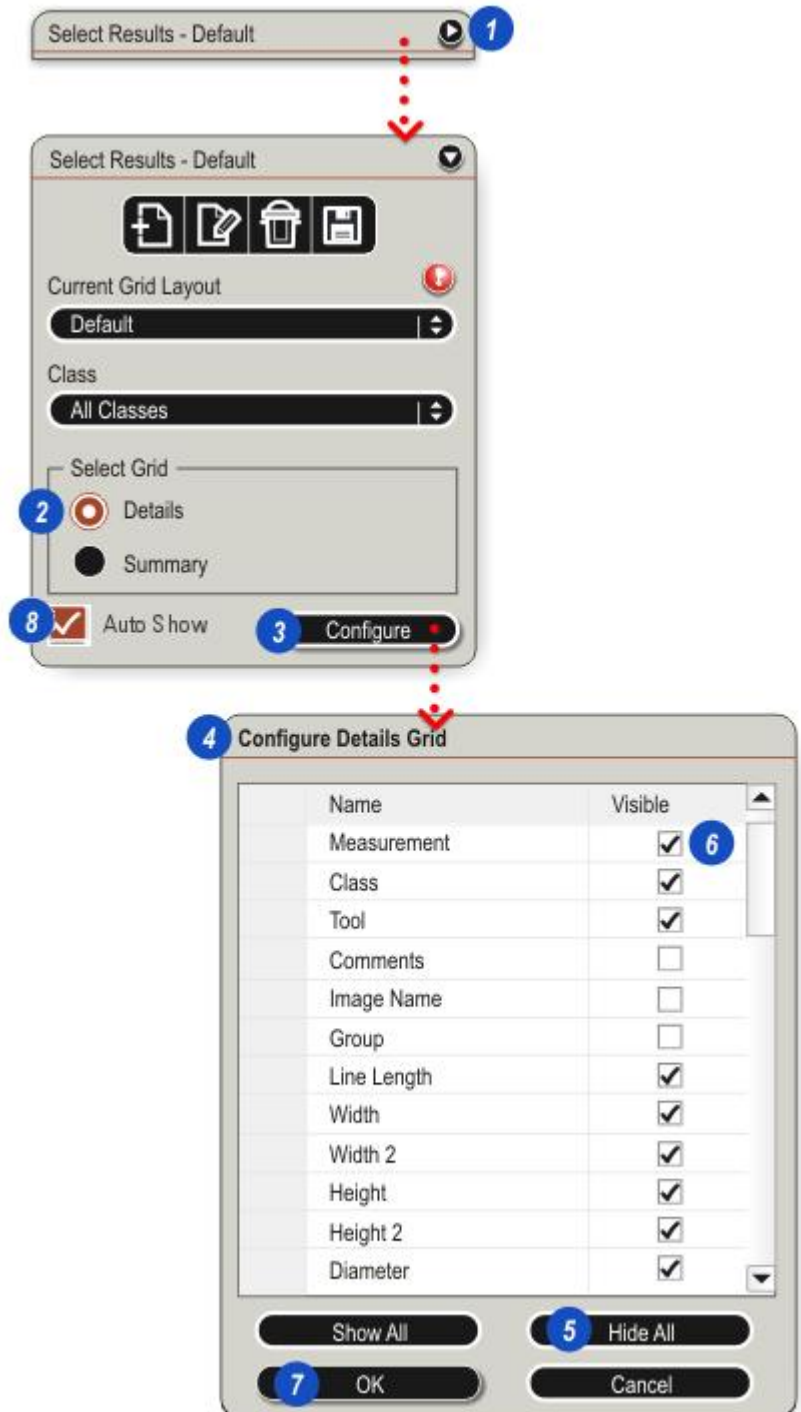 Select Results - Default 1
Select Results - Default
Current Grid Layout
Default
Class
All Classes
Select Grid
2 Details
Summary
8 Auto Show 3 Configure
4 Configure Details Grid
Name Visible
Measurement 6
Class
Tool
Comments
Image Name
Group
Line Length
Width
Width 2
Height
Height 2
Diameter
Show All 5 Hide All
7 OK Cancel